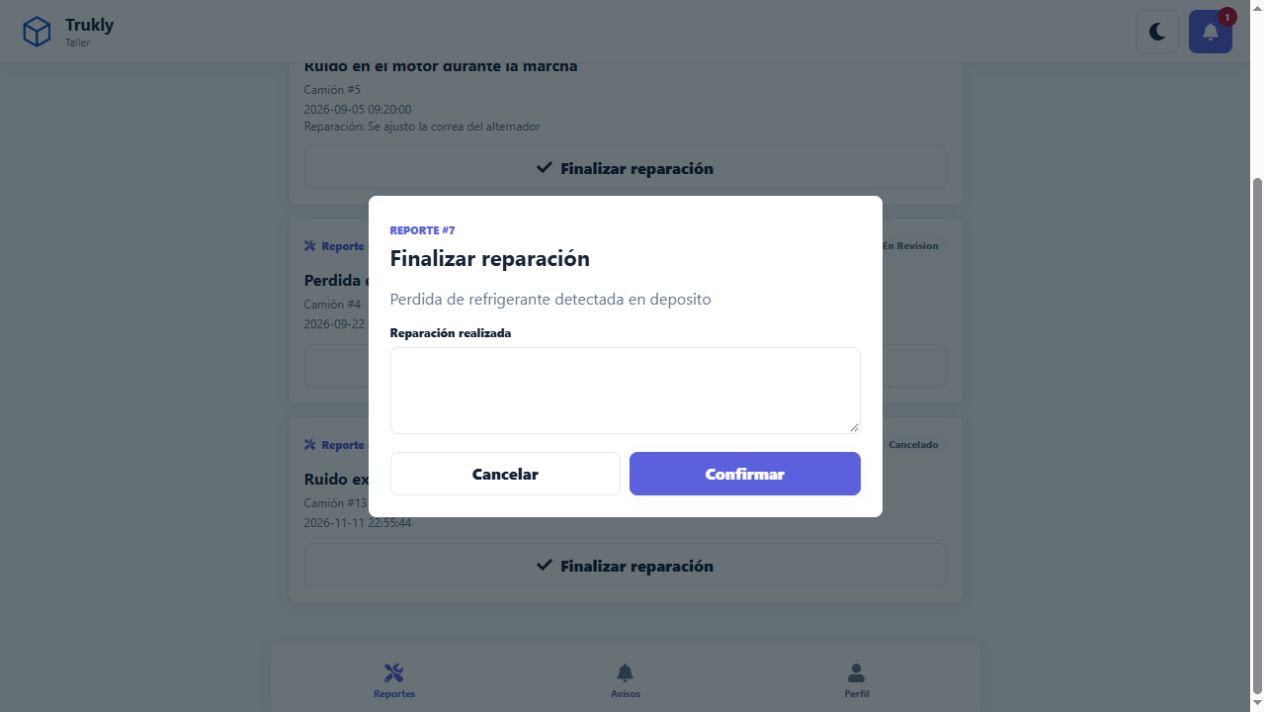 Trukly
Taller
1
Ruido en el motor durante la marcha
Camión #5
2026-09-05 09:20:00
Reparación: Se ajusto la correa del alternador
Finalizar reparación
Reporte
En Revision
Perdida
Camión #4
2026-09-22
REPORTE #7
Finalizar reparación
Perdida de refrigerante detectada en deposito
Reparación realizada
Cancelar
Confirmar
Reporte
Cancelado
Ruido ex
Camión #13
2026-11-11 22:55:44
Finalizar reparación
Reportes
Avisos
Perfil